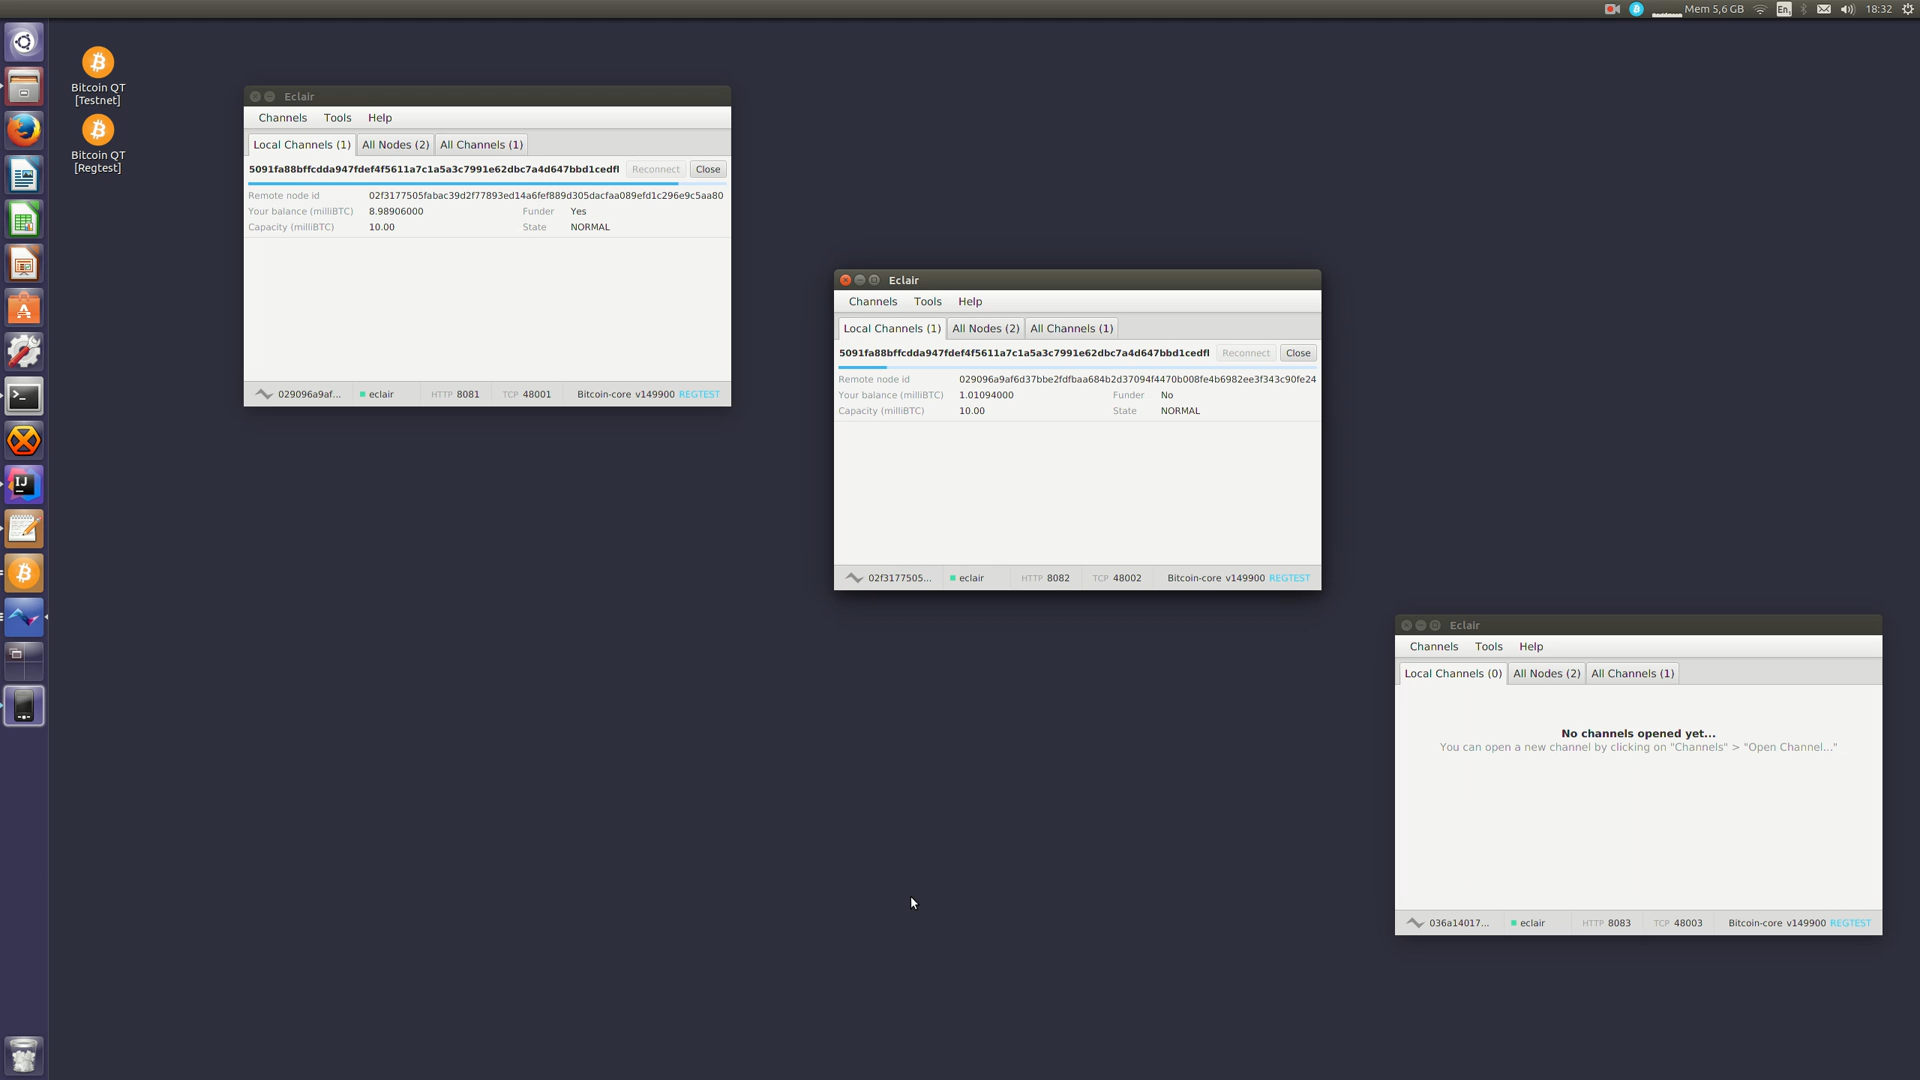 Mem 5,6 GB
En
18:32
Bitcoin QT
[Testnet]
Bitcoin QT
[Regtest]
Eclair
Channels Tools Help
Local Channels (1) All Nodes (2) All Channels (1)
5091fa88bffcdda947fdef4f5611a7c1a5a3c7991e62dbc7a4d647bbd1cedfl Reconnect Close
Remote node id 02f3177505fabac39d2f77893ed14a6fef889d305dacfaa089efd1c296e9c5aa80
Your balance (milliBTC) 8.98906000 Funder Yes
Capacity (milliBTC) 10.00 State NORMAL
029096a9af... eclair HTTP 8081 TCP 48001 Bitcoin-core v149900 REGTEST
Eclair
Channels Tools Help
Local Channels (1) All Nodes (2) All Channels (1)
5091fa88bffcdda947fdef4f5611a7c1a5a3c7991e62dbc7a4d647bbd1cedfl Reconnect Close
Remote node id 029096a9af6d37bbe2fdfbaa684b2d37094f4470b008fe4b6982ee3f343c90fe24
Your balance (milliBTC) 1.01094000 Funder No
Capacity (milliBTC) 10.00 State NORMAL
02f3177505... eclair HTTP 8082 TCP 48002 Bitcoin-core v149900 REGTEST
Eclair
Channels Tools Help
Local Channels (0) All Nodes (2) All Channels (1)
No channels opened yet...
You can open a new channel by clicking on "Channels" > "Open Channel..."
036a14017... eclair HTTP 8083 TCP 48003 Bitcoin-core v149900 REGTEST
IJ